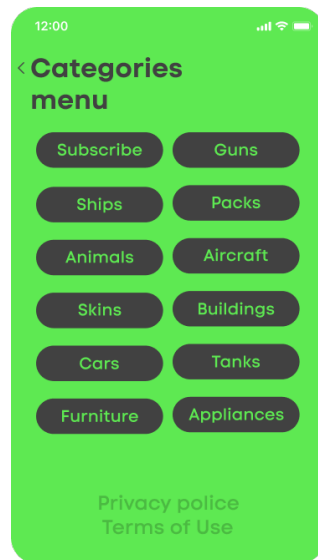 12:00
Categories
menu
Subscribe
Guns
Ships
Packs
Animals
Aircraft
Skins
Buildings
Cars
Tanks
Furniture
Appliances
Privacy police
Terms of Use